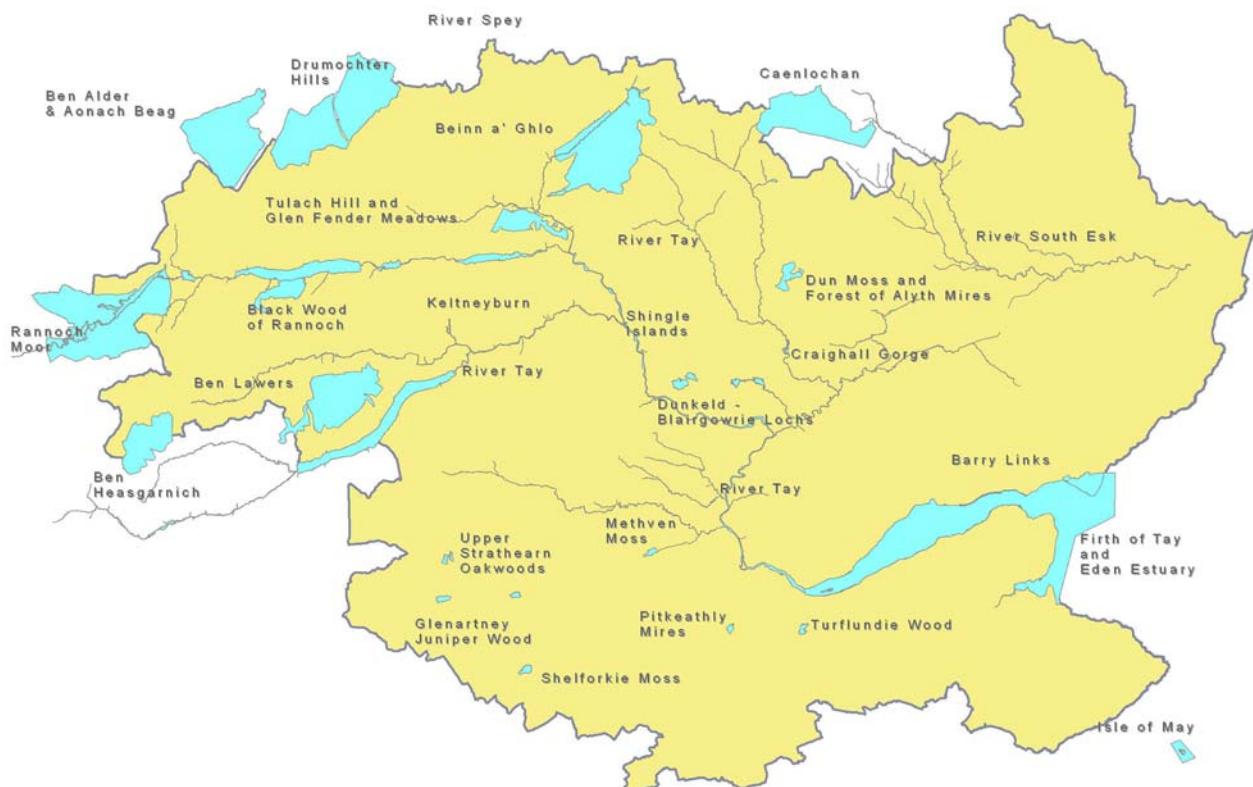 River Spey
Drumochter
Hills
Caenlochan
Ben Alder
& Aonach Beag
Beinn a' Ghlo
Tulach Hill and
Glen Fender Meadows
River Tay
River South Esk
Dun Moss and
Forest of Alyth Mires
Black Wood
of Rannoch
Keltneyburn
Shingle
Islands
Rannoch
Moor
Craighall Gorge
Ben Lawers
River Tay
Dunkeld -
Blairgowrie Lochs
Barry Links
Ben
Heasgarnich
River Tay
Methven
Moss
Upper
Strathearn
Oakwoods
Firth of Tay
and
Eden Estuary
Glenartney
Juniper Wood
Pitkeathly
Mires
Turflundie Wood
Shelforkie Moss
Isle of May